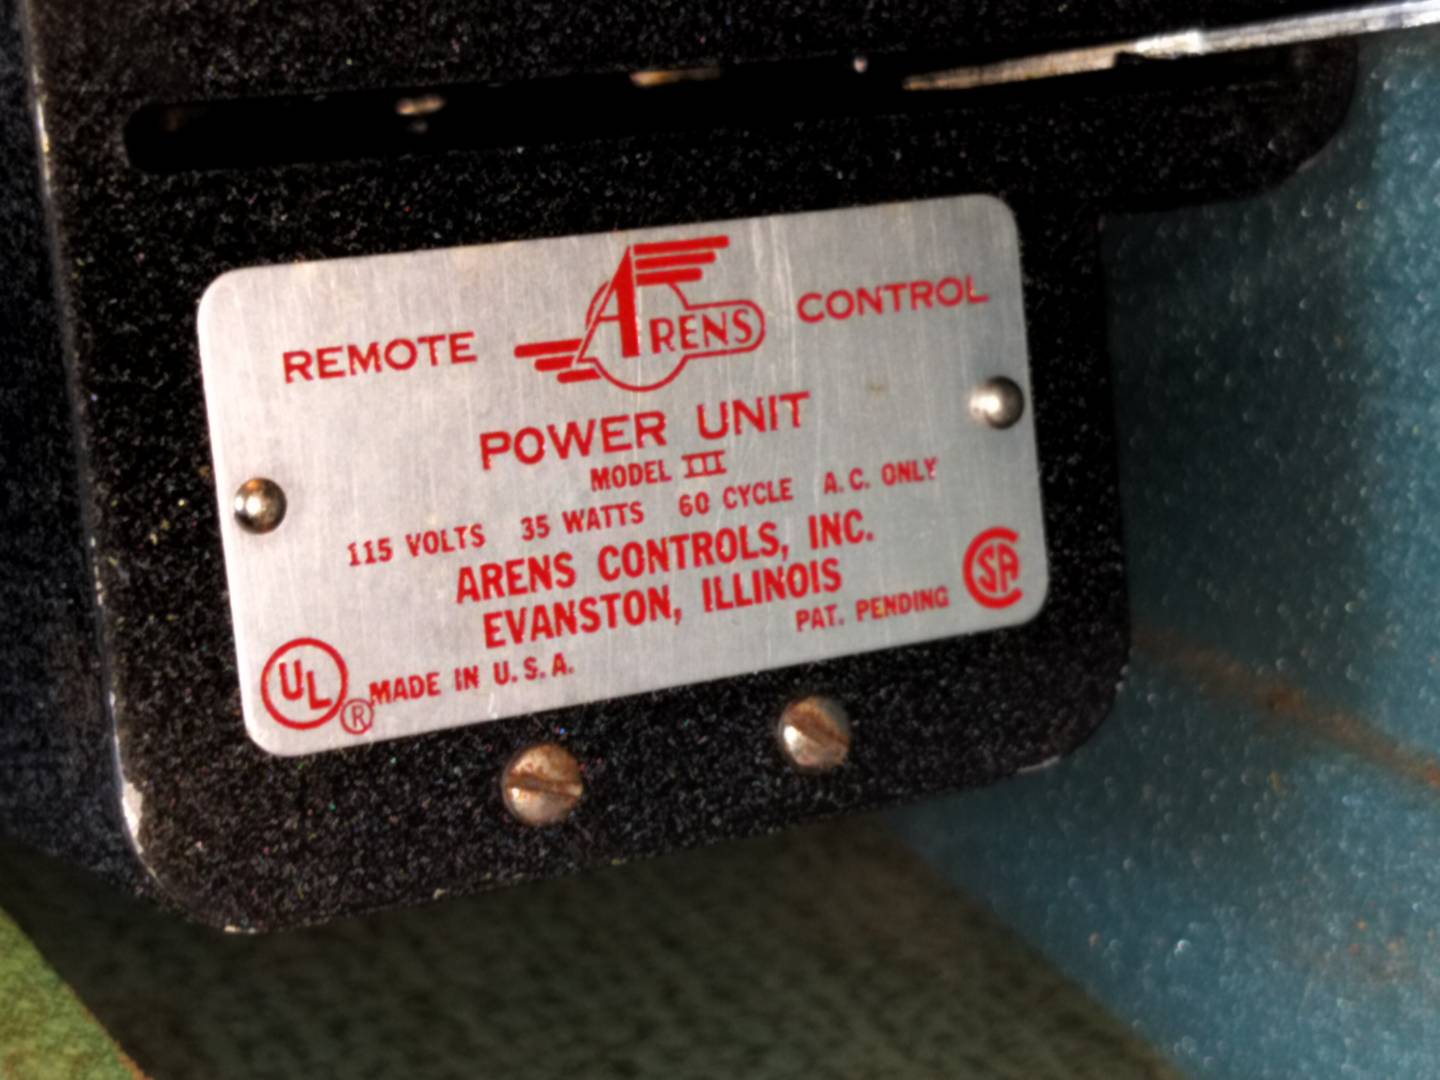 REMOTE ARENS CONTROL
POWER UNIT
MODEL III
115 VOLTS 35 WATTS 60 CYCLE A.C. ONLY
ARENS CONTROLS, INC.
EVANSTON, ILLINOIS
PAT. PENDING CSA
UL ® MADE IN U.S.A.